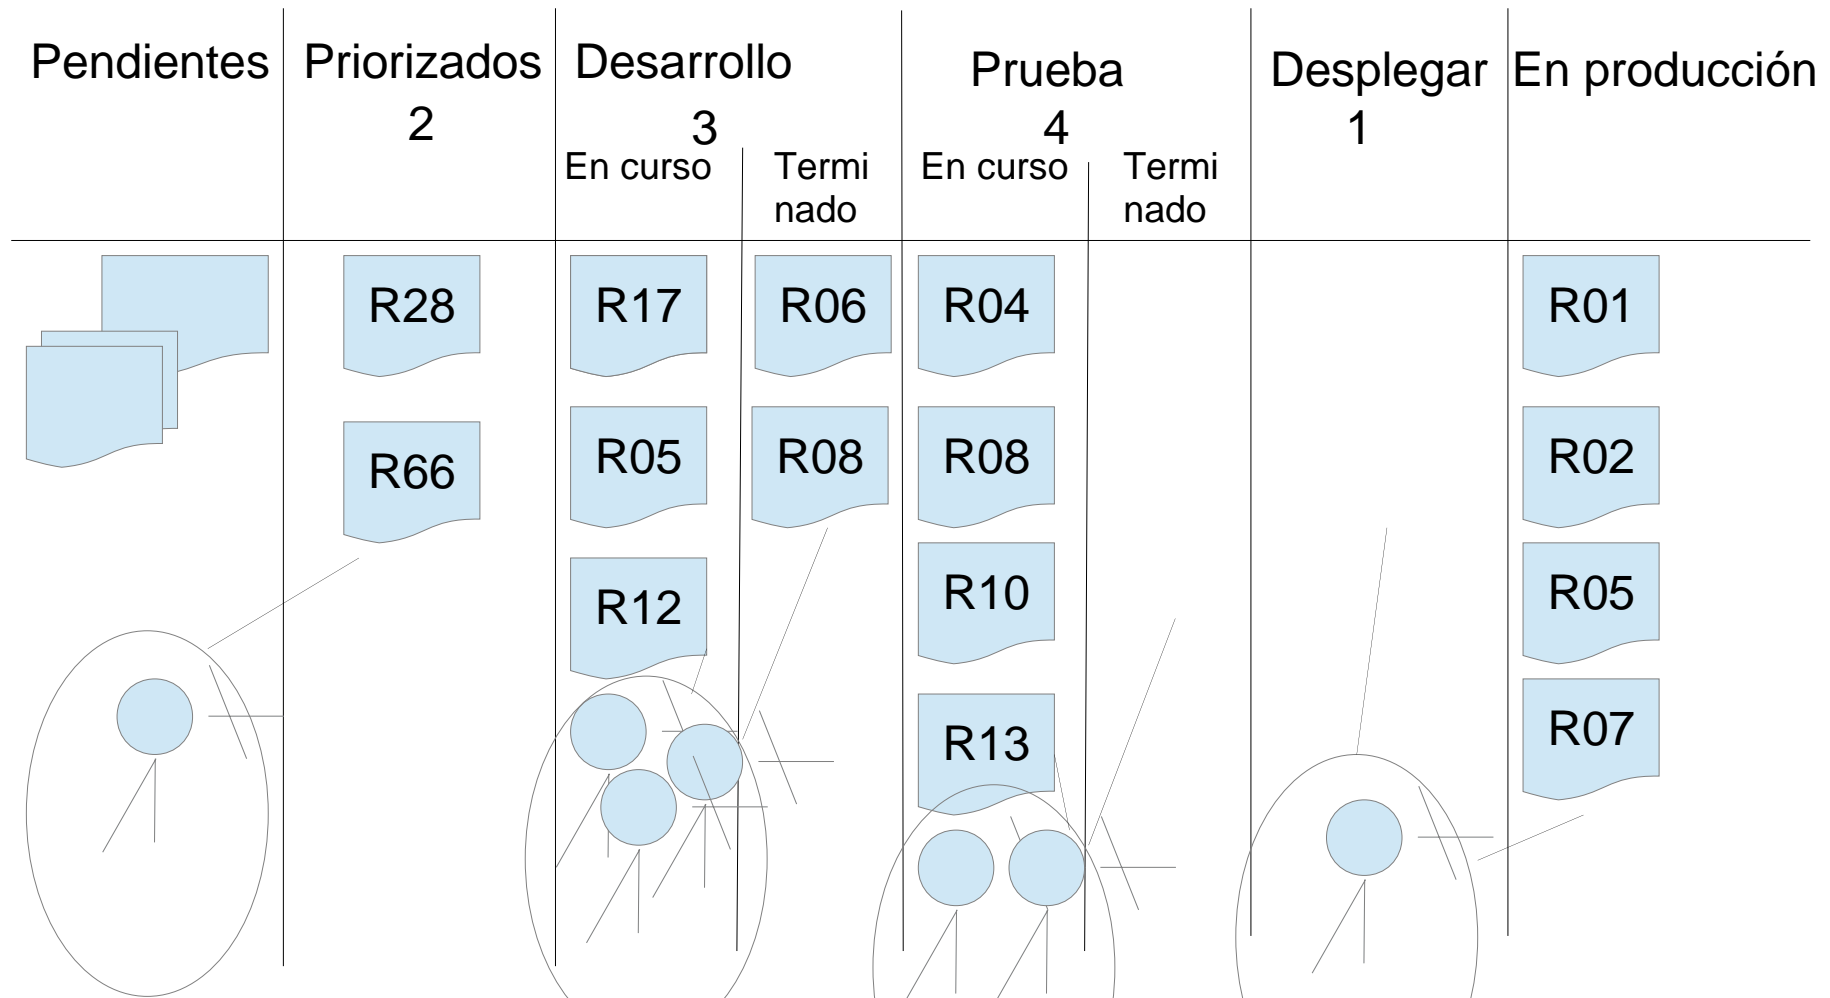 Pendientes
Priorizados
2
Desarrollo
3
En curso
Termi
nado
Prueba
4
En curso
Termi
nado
Desplegar
1
En producción
R28
R66
R17
R05
R12
R06
R08
R04
R08
R10
R13
R01
R02
R05
R07